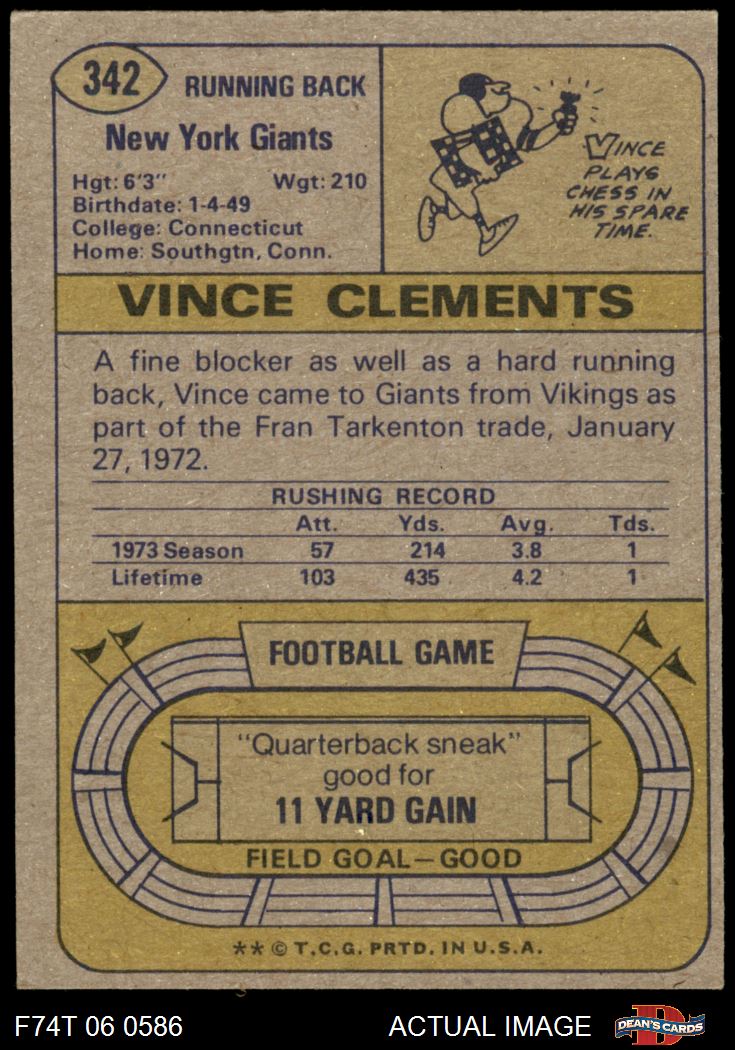 342
RUNNING BACK
New York Giants
Hgt: 6'3" Wgt: 210
Birthdate: 1-4-49
College: Connecticut
Home: Southgtn, Conn.
VINCE
PLAYS
CHESS IN
HIS SPARE
TIME.
VINCE CLEMENTS
A fine blocker as well as a hard running
back, Vince came to Giants from Vikings as
part of the Fran Tarkenton trade, January
27, 1972.
RUSHING RECORD
Att. Yds. Avg. Tds.
1973 Season 57 214 3.8 1
Lifetime 103 435 4.2 1
FOOTBALL GAME
"Quarterback sneak"
good for
11 YARD GAIN
FIELD GOAL—GOOD
** © T.C.G. PRTD. IN U.S.A.
F74T 06 0586 ACTUAL IMAGE DEAN'S CARDS